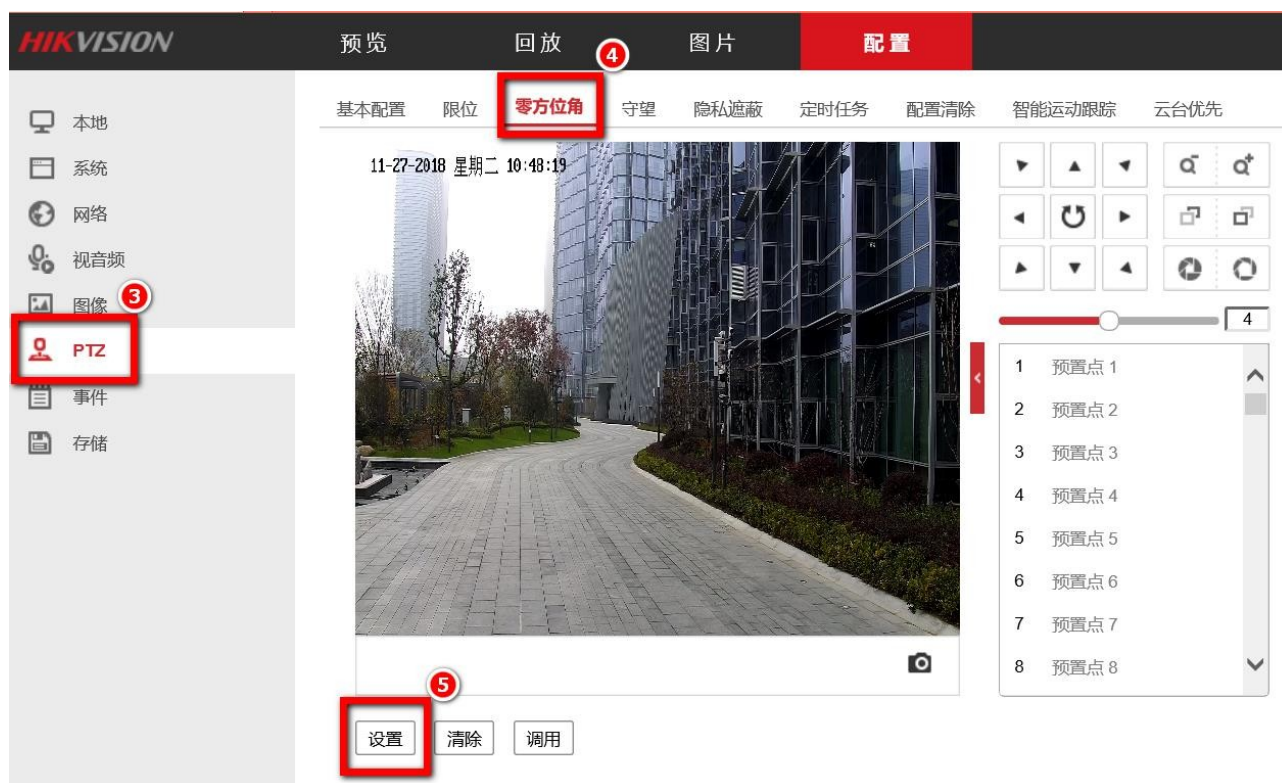 HIKVISION 预览 回放 图片 配置
4
基本配置 限位 零方位角 守望 隐私遮蔽 定时任务 配置清除 智能运动跟踪 云台优先
本地
系统
网络
视音频
图像
3
PTZ
事件
存储
11-27-2018 星期二 10:48:19
4
1 预置点 1
2 预置点 2
3 预置点 3
4 预置点 4
5 预置点 5
6 预置点 6
7 预置点 7
8 预置点 8
5
设置 清除 调用